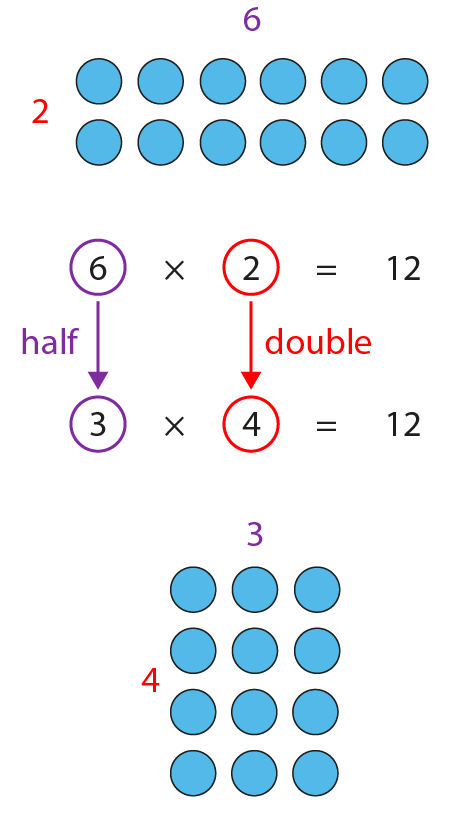 6
2
6 × 2 = 12
half double
3 × 4 = 12
3
4